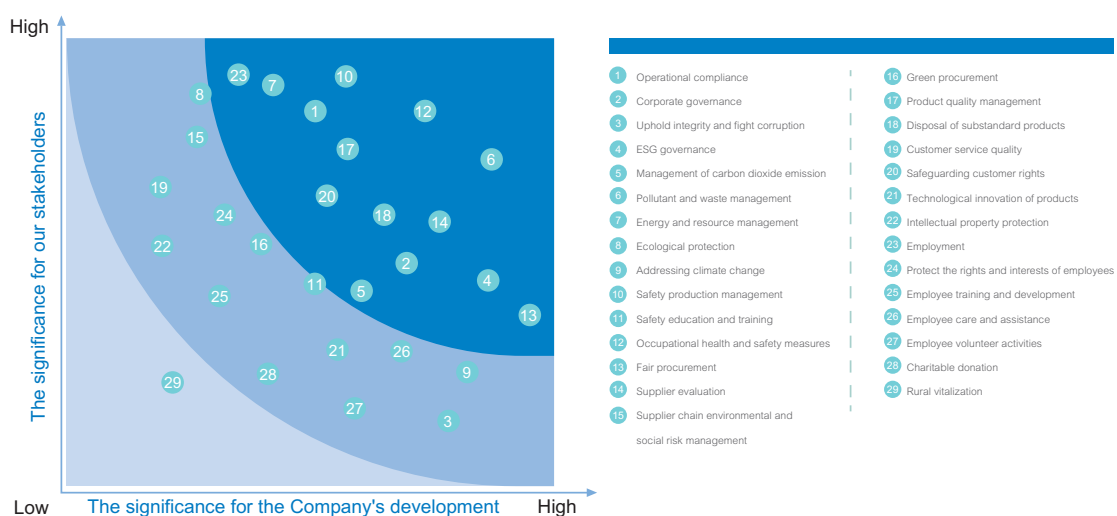 High
23
7
10
8
1
12
15
17
6
19
20
24
18
14
22
16
2
11
5
4
25
13
21
26
28
9
29
27
3
The significance for our stakeholders
Low
The significance for the Company's development
High
1 Operational compliance
2 Corporate governance
3 Uphold integrity and fight corruption
4 ESG governance
5 Management of carbon dioxide emission
6 Pollutant and waste management
7 Energy and resource management
8 Ecological protection
9 Addressing climate change
10 Safety production management
11 Safety education and training
12 Occupational health and safety measures
13 Fair procurement
14 Supplier evaluation
15 Supplier chain environmental and
social risk management
16 Green procurement
17 Product quality management
18 Disposal of substandard products
19 Customer service quality
20 Safeguarding customer rights
21 Technological innovation of products
22 Intellectual property protection
23 Employment
24 Protect the rights and interests of employees
25 Employee training and development
26 Employee care and assistance
27 Employee volunteer activities
28 Charitable donation
29 Rural vitalization